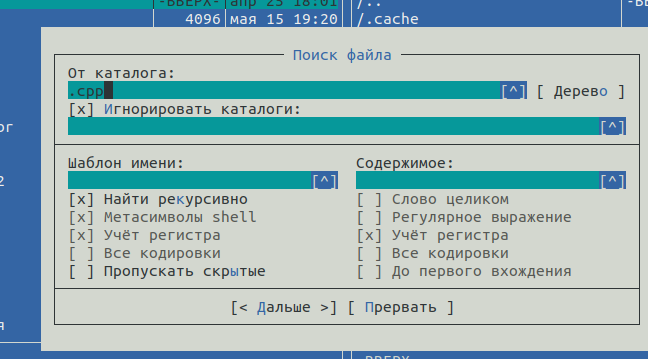 -ВВЕРХ- апр 25 18:01 /.. -В
4096 мая 15 19:20 /.cache
Поиск файла
От каталога:
.cpp [^] [ Дерево ]
[x] Игнорировать каталоги:
[^]
ог
Шаблон имени: Содержимое:
[^] [^]
2
[x] Найти рекурсивно [ ] Слово целиком
[x] Метасимволы shell [ ] Регулярное выражение
[x] Учёт регистра [x] Учёт регистра
[ ] Все кодировки [ ] Все кодировки
[ ] Пропускать скрытые [ ] До первого вхождения
[< Дальше >] [ Прервать ]
я
-ВВЕРХ-